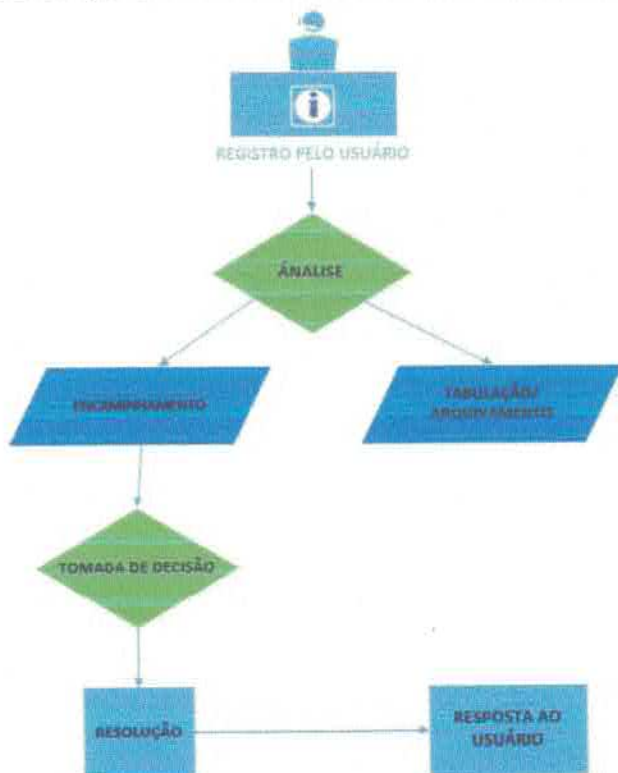 REGISTRO PELO USUÁRIO
ÁNALISE
ENCAMINHAMENTO
TABULAÇÃO/
ARQUIVAMENTO
TOMADA DE DECISÃO
RESOLUÇÃO
RESPOSTA AO
USUÁRIO